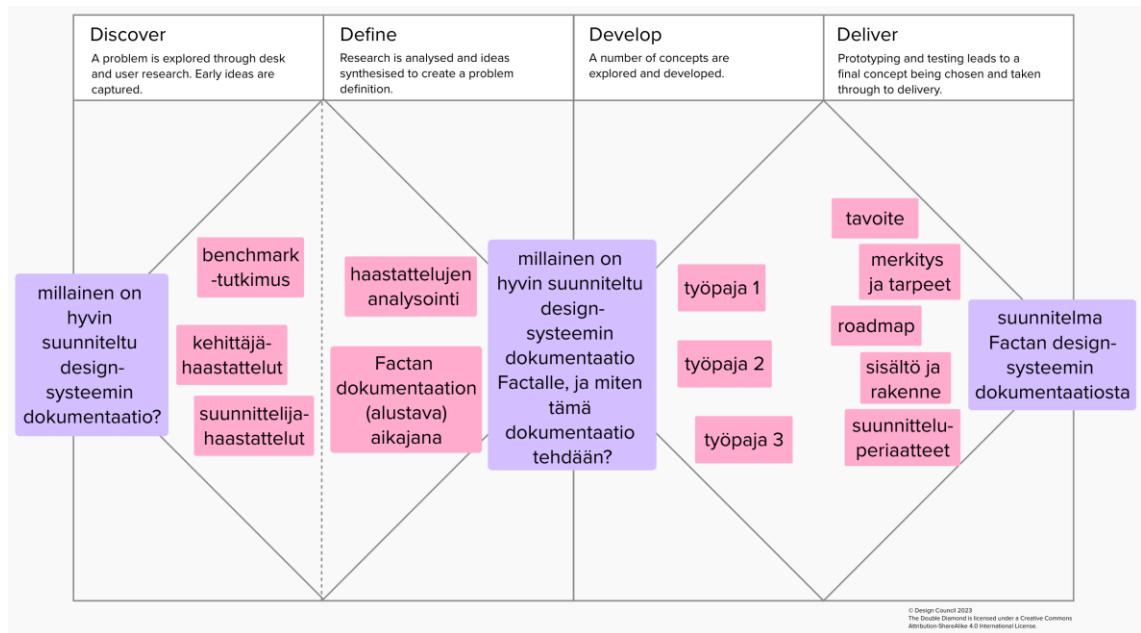 Discover
A problem is explored through desk
and user research. Early ideas are
captured.
Define
Research is analysed and ideas
synthesised to create a problem
definition.
Develop
A number of concepts are
explored and developed.
Deliver
Prototyping and testing leads to a
final concept being chosen and taken
through to delivery.
millainen on
hyvin
suunniteltu
design-
systeemin
dokumentaatio?
benchmark
-tutkimus
kehittäjä-
haastattelut
suunnittelija-
haastattelut
haastattelujen
analysointi
Factan
dokumentaation
(alustava)
aikajana
millainen on
hyvin suunniteltu
design-
systeemin
dokumentaatio
Factalle, ja miten
tämä
dokumentaatio
tehdään?
työpaja 1
työpaja 2
työpaja 3
tavoite
merkitys
ja tarpeet
roadmap
sisältö ja
rakenne
suunnittelu-
periaatteet
suunnitelma
Factan design-
systeemin
dokumentaatiosta
© Design Council 2023
The Double Diamond is licensed under a Creative Commons
Attribution-ShareAlike 4.0 International License.